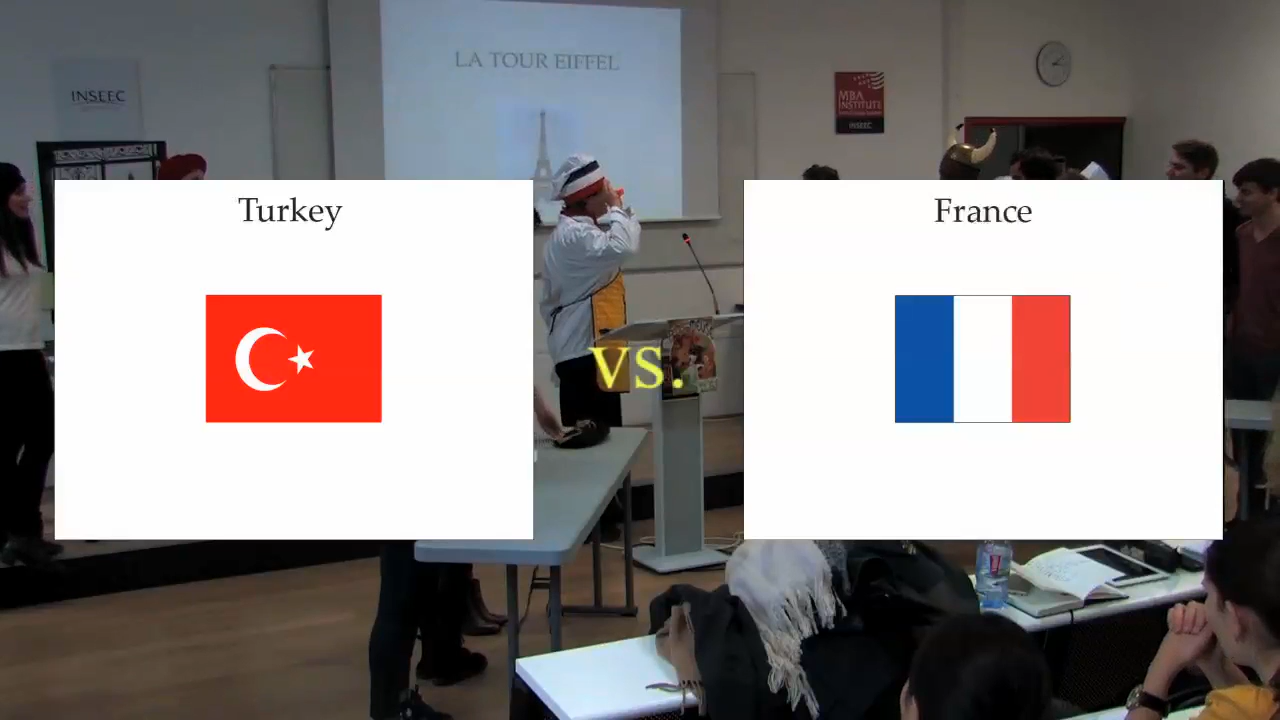 LA TOUR EIFFEL
INSEEC
MBA
INSTITUTE
INSEEC
Turkey
France
vs.